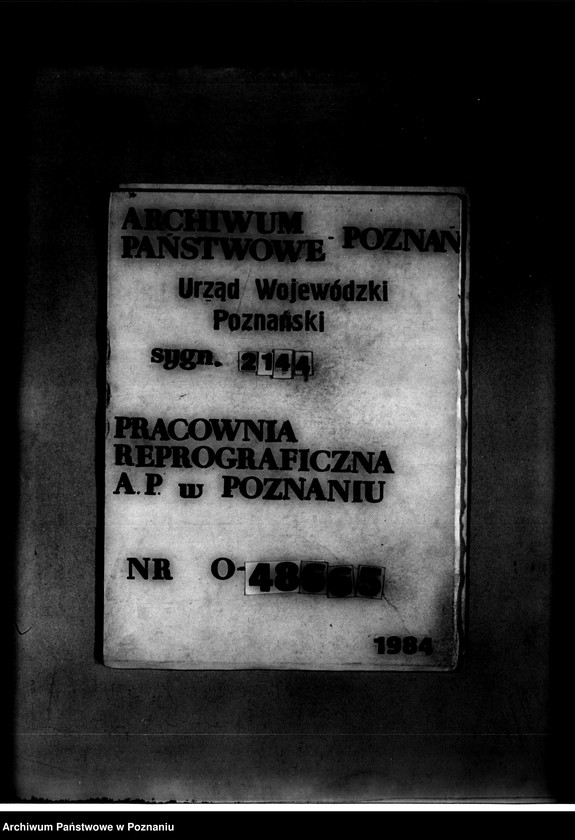 ARCHIWUM
PAŃSTWOWE - POZNAŃ
Urząd Wojewódzki
Poznański
sygn. 2144
PRACOWNIA
REPROGRAFICZNA
A.P. w POZNANIU
NR O-48665
1984
Archiwum Państwowe w Poznaniu